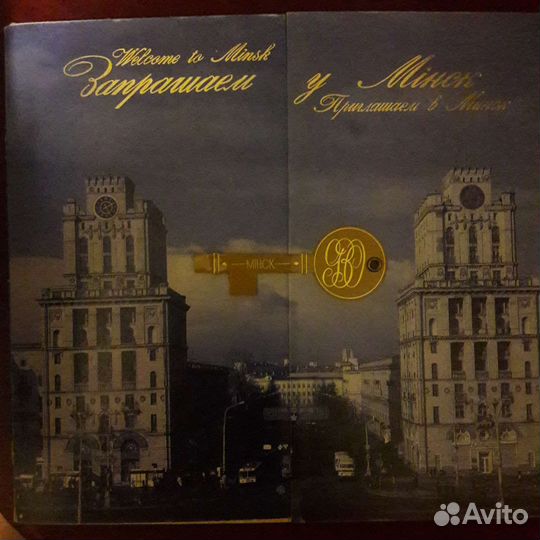 Welcome to Minsk
Запрашаем у Мінск
Приглашаем в Минск
МІНСК
Avito